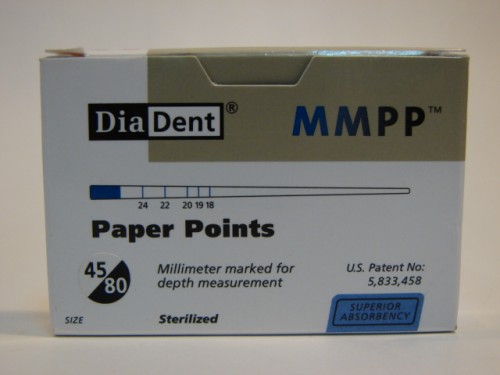 DiaDent®
MMPP™
24 22 20 19 18
Paper Points
45/80
Millimeter marked for
depth measurement
U.S. Patent No:
5,833,458
SUPERIOR
ABSORBENCY
SIZE
Sterilized